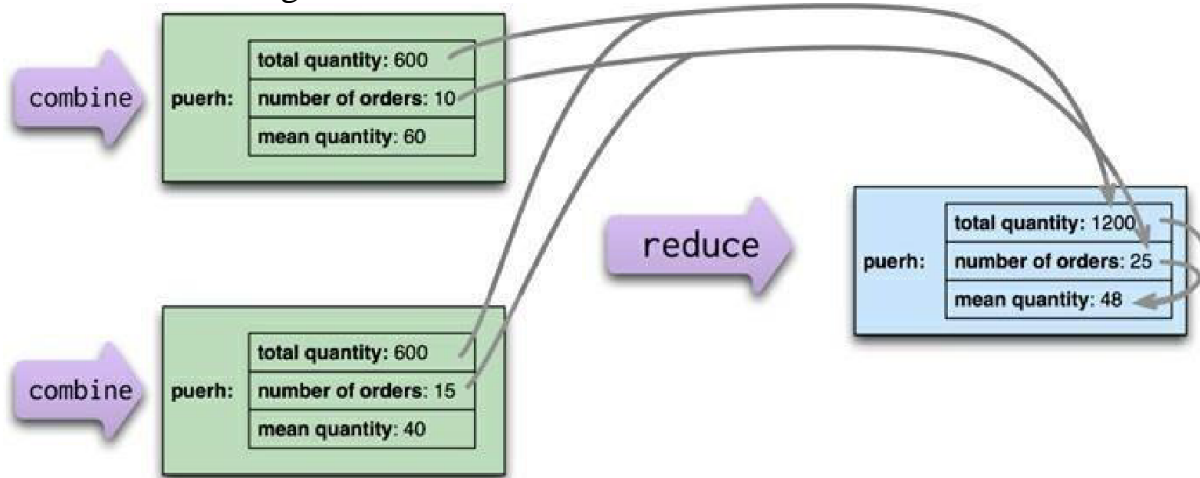 combine
puerh:
total quantity: 600
number of orders: 10
mean quantity: 60
combine
puerh:
total quantity: 600
number of orders: 15
mean quantity: 40
reduce
puerh:
total quantity: 1200
number of orders: 25
mean quantity: 48